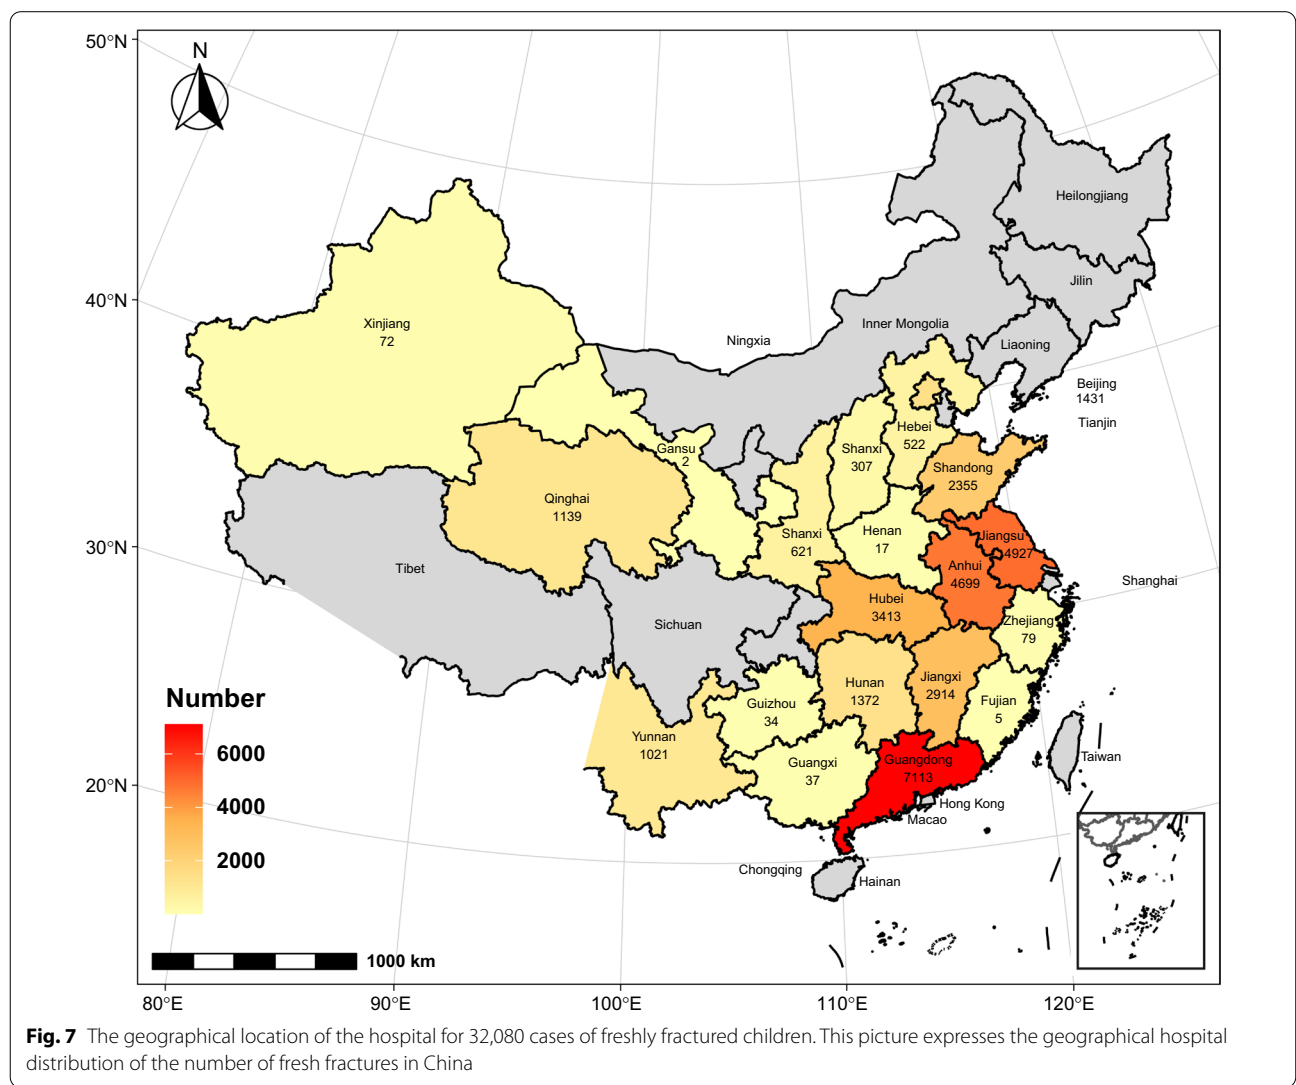 50°N
N
Heilongjiang
Jilin
40°N
Xinjiang
72
Ningxia
Inner Mongolia
Liaoning
Beijing
1431
Tianjin
Hebei
522
Gansu
2
Shanxi
307
Shandong
2355
Qinghai
1139
30°N
Shanxi
621
Henan
17
Jiangsu
4927
Anhui
4699
Tibet
Shanghai
Hubei
3413
Sichuan
Zhejiang
79
Number
Hunan
1372
Jiangxi
2914
Guizhou
34
Fujian
5
6000
Yunnan
1021
Guangxi
37
Guangdong
7113
Taiwan
20°N
4000
Hong Kong
Macao
2000
Chongqing
Hainan
1000 km
80°E
90°E
100°E
110°E
120°E
Fig. 7 The geographical location of the hospital for 32,080 cases of freshly fractured children. This picture expresses the geographical hospital
distribution of the number of fresh fractures in China